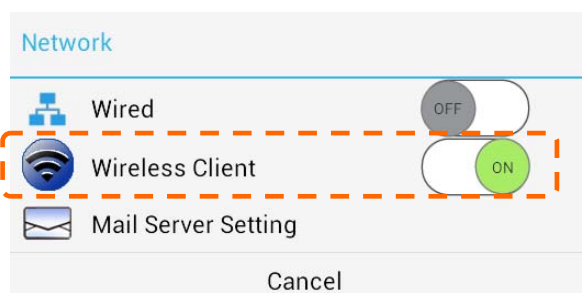 Network
Wired OFF
Wireless Client ON
Mail Server Setting
Cancel